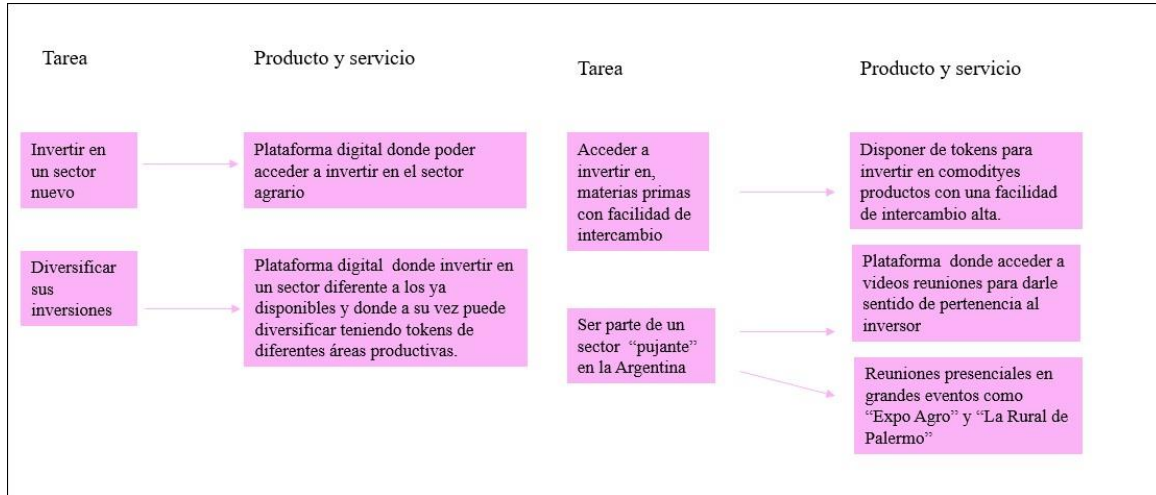 Tarea
Producto y servicio
Invertir en
un sector
nuevo
Plataforma digital donde poder
acceder a invertir en el sector
agrario
Diversificar
sus
inversiones
Plataforma digital  donde invertir en
un sector diferente a los ya
disponibles y donde a su vez puede
diversificar teniendo tokens de
diferentes áreas productivas.
Tarea
Producto y servicio
Acceder a
invertir en,
materias primas
con facilidad de
intercambio
Disponer de tokens para
invertir en comodityes
productos con una facilidad
de intercambio alta.
Ser parte de un
sector  “pujante”
en la Argentina
Plataforma  donde acceder a
videos reuniones para darle
sentido de pertenencia al
inversor
Reuniones presenciales en
grandes eventos como
“Expo Agro” y “La Rural de
Palermo”